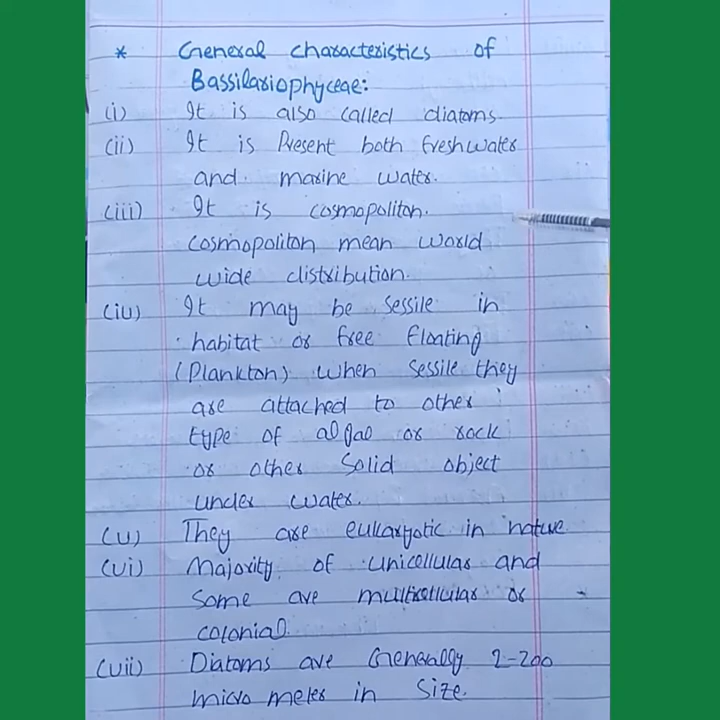 * General characteristics of
Bassilariophyceae:
(i) It is also called diatoms.
(ii) It is Present both freshwater
and marine water.
(iii) It is cosmopoliton.
cosmopoliton mean world
wide distribution.
(iv) It may be sessile in
habitat or free floating
(Plankton) when sessile they
are attached to other
type of algae or rock
or other solid object
under water.
(v) They are eukaryotic in nature
(vi) Majority of unicellular and
some are multicellular or
colonial.
(vii) Diatoms are Generally 2-200
micro meter in size.